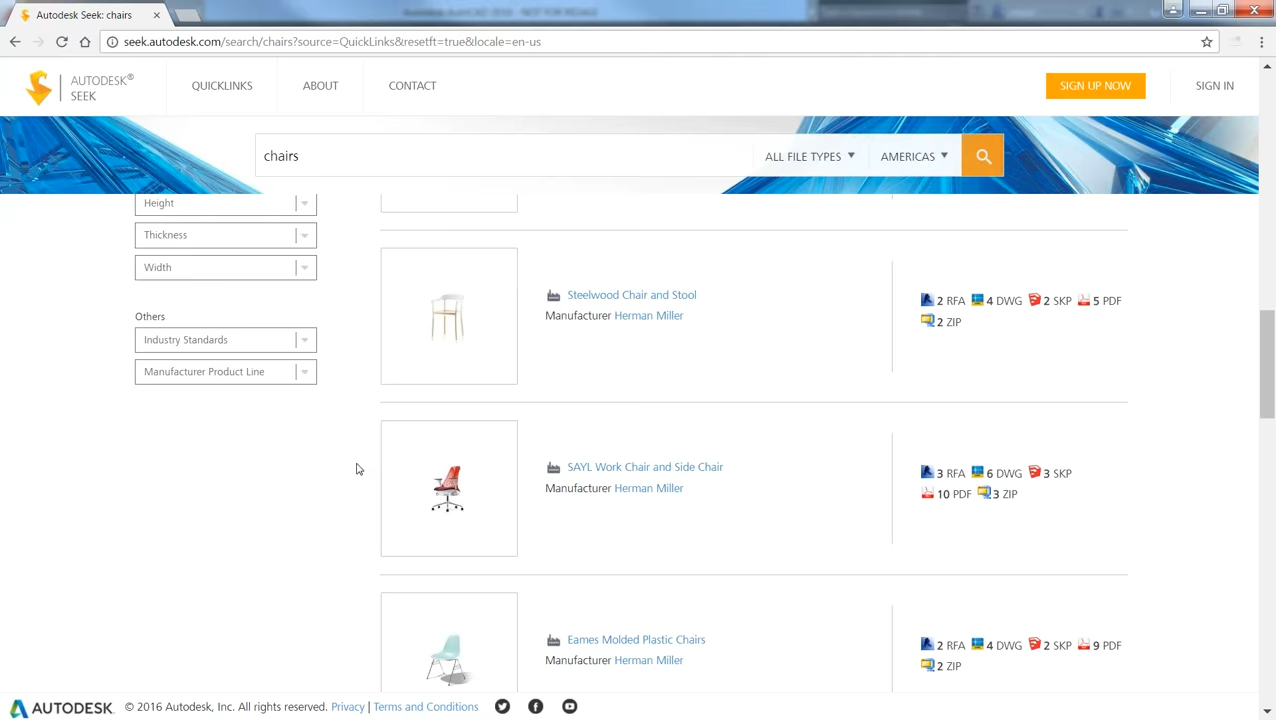 Autodesk Seek: chairs
seek.autodesk.com/search/chairs?source=QuickLinks&resetft=true&locale=en-us
AUTODESK®
SEEK
QUICKLINKS
ABOUT
CONTACT
SIGN UP NOW
SIGN IN
chairs
ALL FILE TYPES
AMERICAS
Height
Thickness
Width
Others
Industry Standards
Manufacturer Product Line
Steelwood Chair and Stool
Manufacturer Herman Miller
2 RFA 4 DWG 2 SKP 5 PDF
2 ZIP
SAYL Work Chair and Side Chair
Manufacturer Herman Miller
3 RFA 6 DWG 3 SKP
10 PDF 3 ZIP
Eames Molded Plastic Chairs
Manufacturer Herman Miller
2 RFA 4 DWG 2 SKP 9 PDF
2 ZIP
AUTODESK. © 2016 Autodesk, Inc. All rights reserved. Privacy | Terms and Conditions